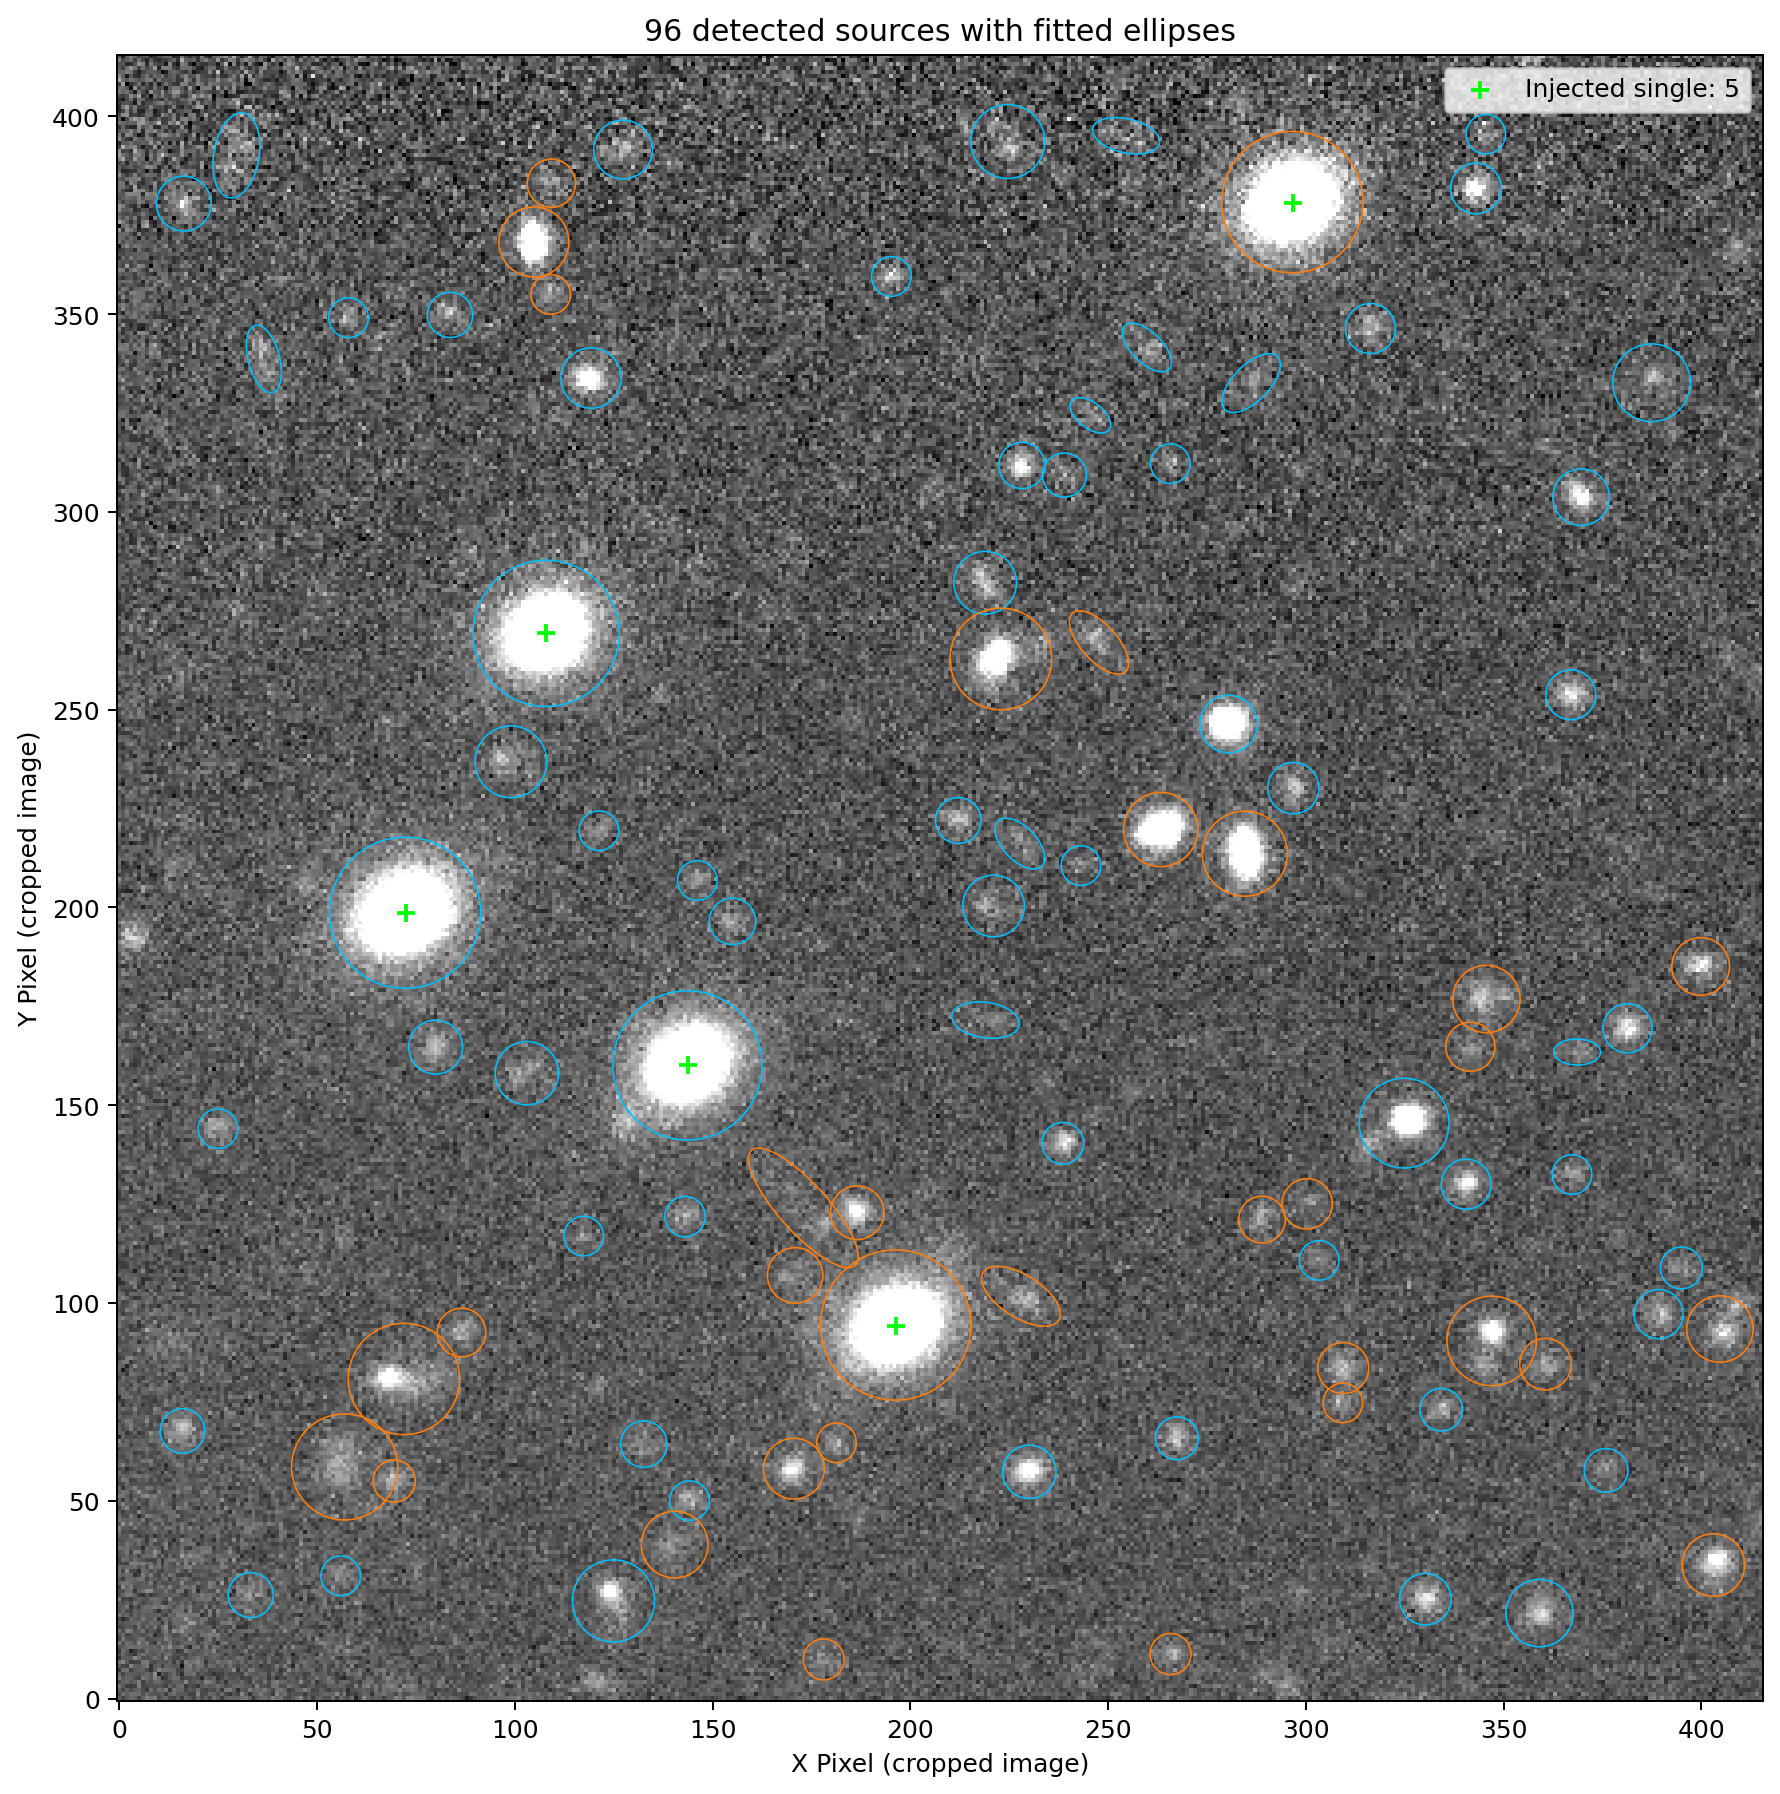 96 detected sources with fitted ellipses
Injected single: 5
Y Pixel (cropped image)
400
350
300
250
200
150
100
50
0
0 50 100 150 200 250 300 350 400
X Pixel (cropped image)